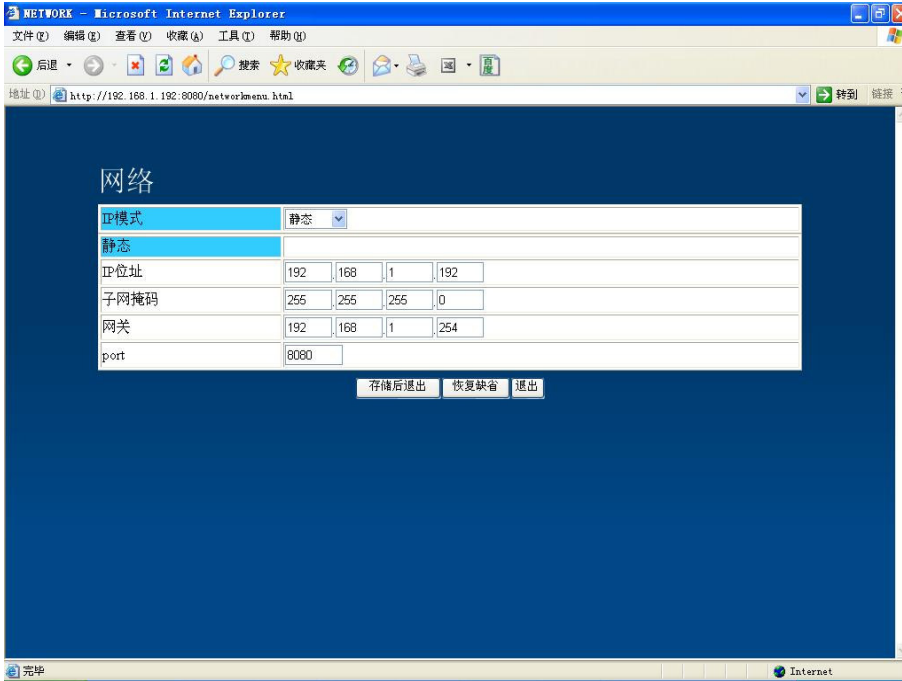 NETWORK - Microsoft Internet Explorer
文件(F) 编辑(E) 查看(V) 收藏(A) 工具(T) 帮助(H)
后退 搜索 收藏夹
地址(D) http://192.168.1.192:8080/networkmenu.html 转到 链接
网络
IP模式 静态
静态
IP位址 192 .168 .1 .192
子网掩码 255 .255 .255 .0
网关 192 .168 .1 .254
port 8080
存储后退出 恢复缺省 退出
完毕 Internet